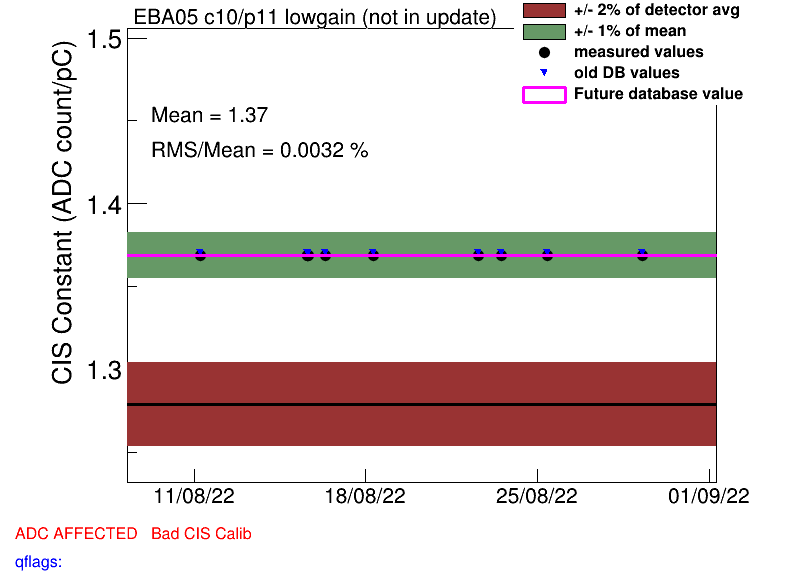 EBA05 c10/p11 lowgain (not in update)
+/- 2% of detector avg
+/- 1% of mean
measured values
old DB values
Future database value
Mean = 1.37
RMS/Mean = 0.0032 %
CIS Constant (ADC count/pC)
1.5
1.4
1.3
11/08/22 18/08/22 25/08/22 01/09/22
ADC AFFECTED Bad CIS Calib
qflags: